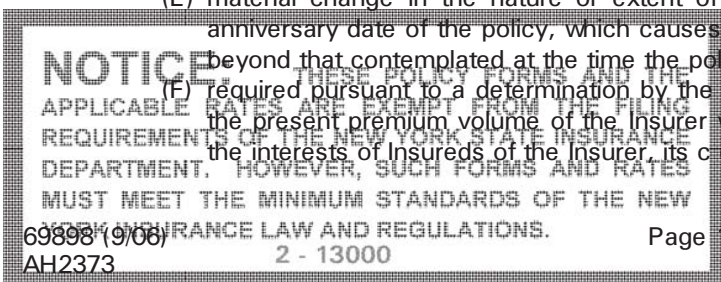 (E) material change in the nature or extent of
anniversary date of the policy, which causes
beyond that contemplated at the time the pol
(F) required pursuant to a determination by the
the present premium volume of the Insurer
the interests of Insureds of the Insurer, its c
NOTICE: THESE POLICY FORMS AND THE
APPLICABLE RATES ARE EXEMPT FROM THE FILING
REQUIREMENTS OF THE NEW YORK STATE INSURANCE
DEPARTMENT. HOWEVER, SUCH FORMS AND RATES
MUST MEET THE MINIMUM STANDARDS OF THE NEW
YORK INSURANCE LAW AND REGULATIONS.
2 - 13000
69898 (9/06) Page
AH2373